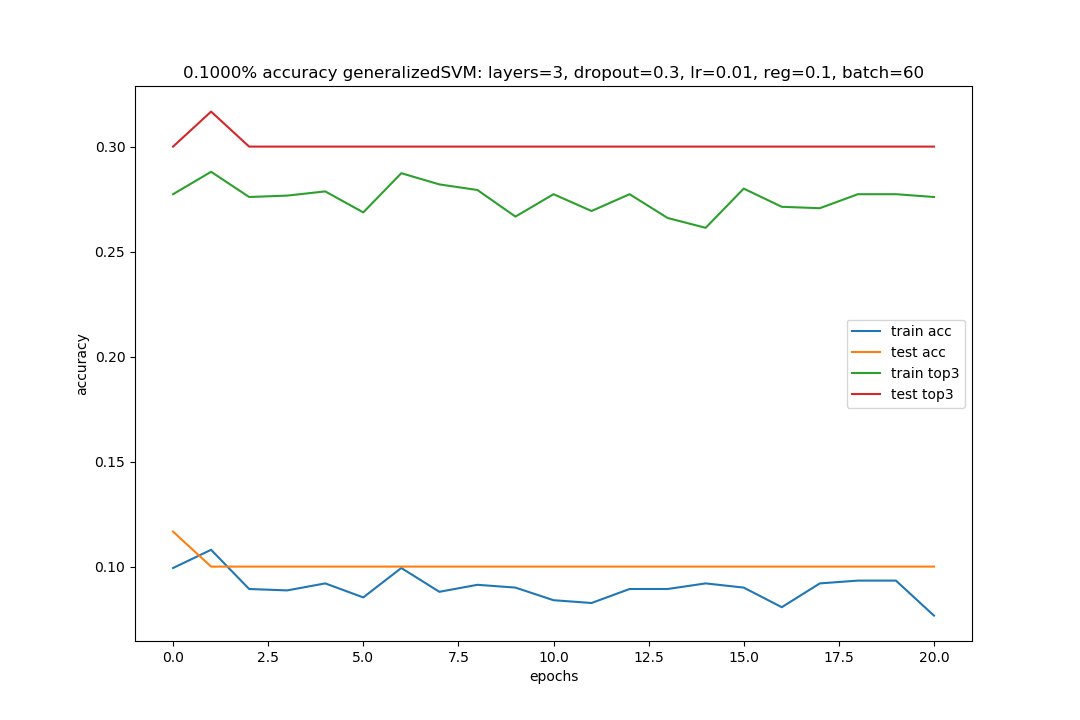 0.1000% accuracy generalizedSVM: layers=3, dropout=0.3, lr=0.01, reg=0.1, batch=60
0.30
0.25
0.20
0.15
0.10
accuracy
train acc
test acc
train top3
test top3
0.0 2.5 5.0 7.5 10.0 12.5 15.0 17.5 20.0
epochs